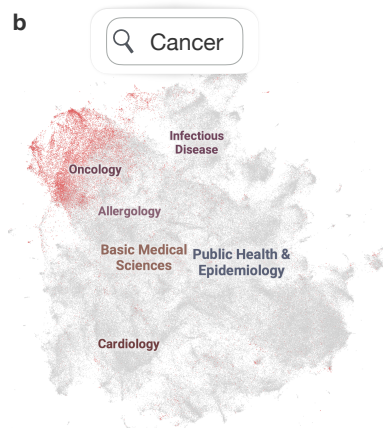 b
Cancer
Infectious
Disease
Oncology
Allergology
Basic Medical
Sciences
Public Health &
Epidemiology
Cardiology